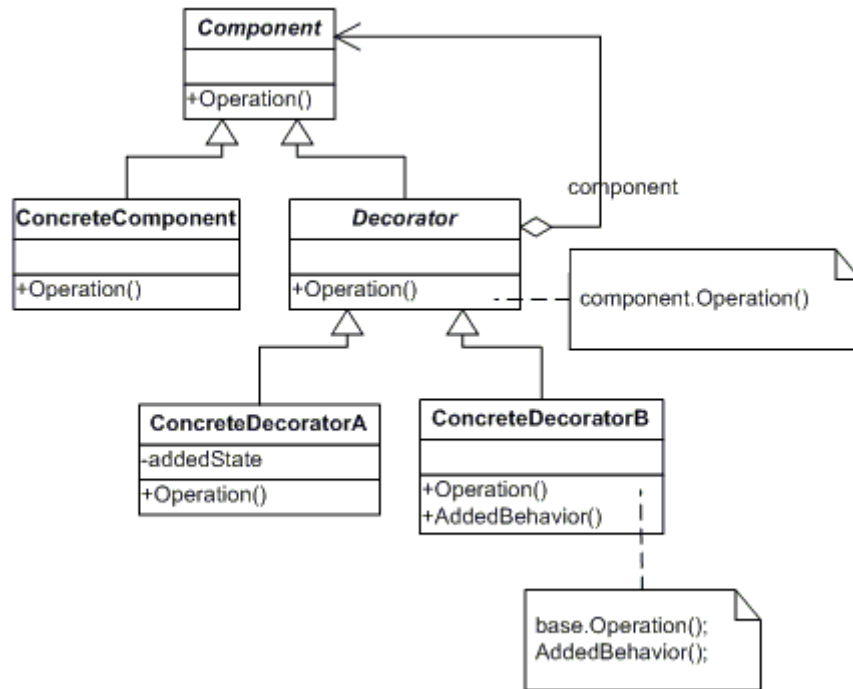 Component
+Operation()
component
ConcreteComponent
+Operation()
Decorator
+Operation()
component.Operation()
ConcreteDecoratorA
-addedState
+Operation()
ConcreteDecoratorB
+Operation()
+AddedBehavior()
base.Operation();
AddedBehavior();